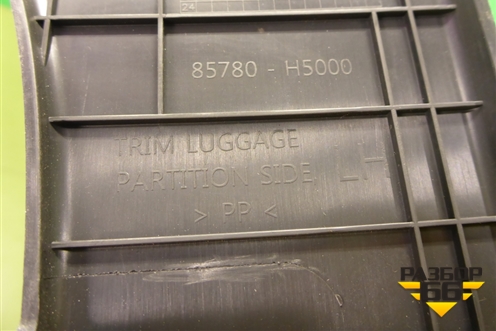 24
85780 - H5000
TRIM LUGGAGE
PARTITION SIDE LH
> PP <
РАЗБОР
66